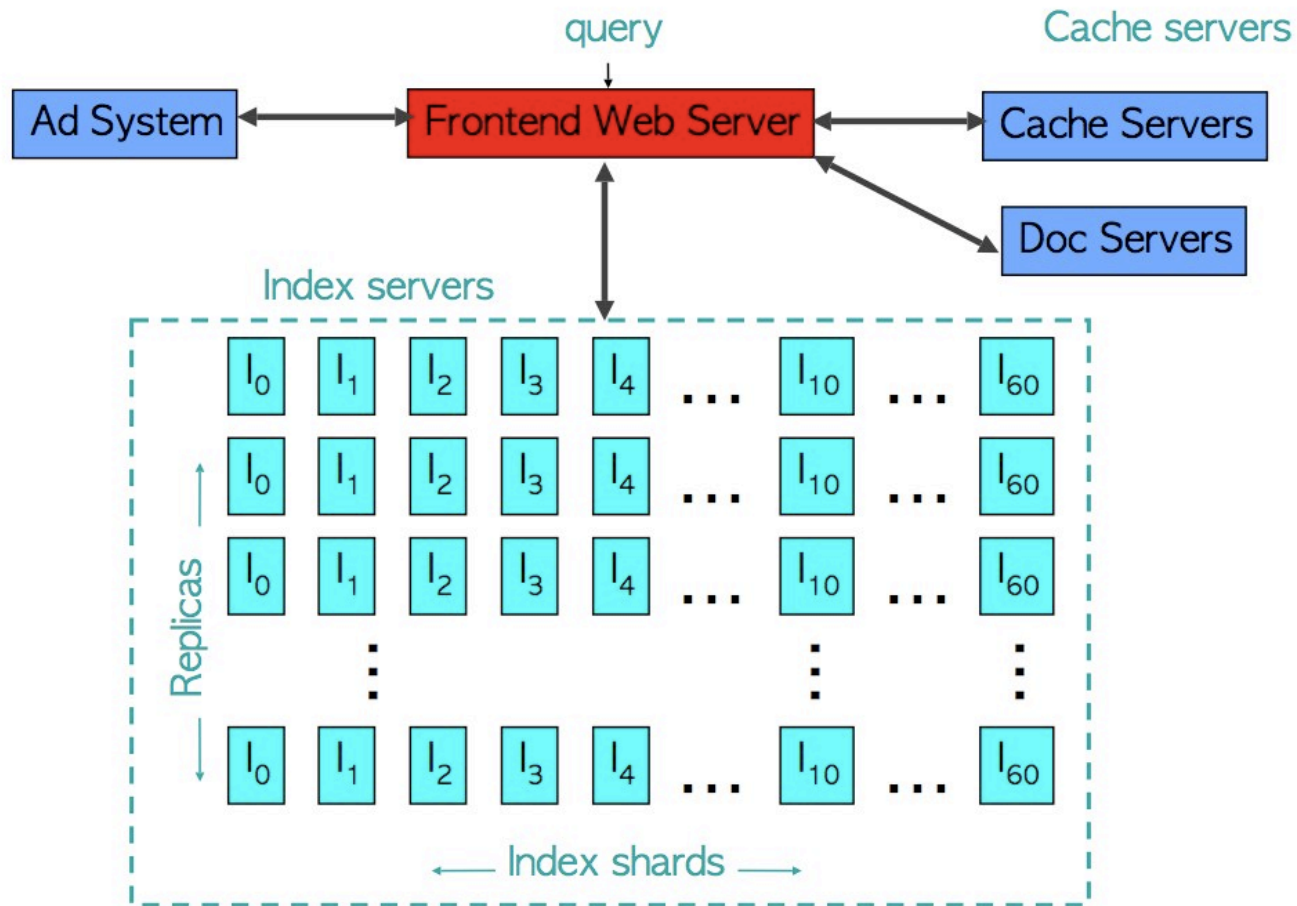 query
Cache servers
Ad System
Frontend Web Server
Cache Servers
Doc Servers
Index servers
I0 I1 I2 I3 I4 ... I10 ... I60
I0 I1 I2 I3 I4 ... I10 ... I60
I0 I1 I2 I3 I4 ... I10 ... I60
Replicas
I0 I1 I2 I3 I4 ... I10 ... I60
Index shards